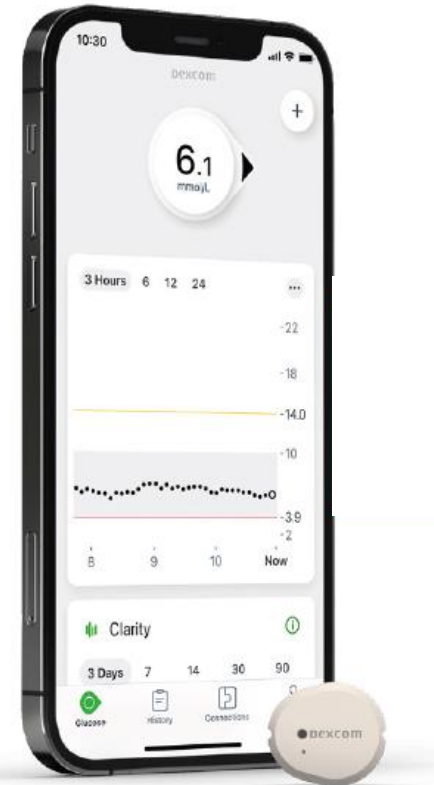 10:30
Dexcom
+
6.1
mmol/L
3 Hours 6 12 24
...
-22
-18
-14.0
-10
-3.9
-2
8 9 10 Now
Clarity
3 Days 7 14 30 90
Glucose History Connections
Dexcom